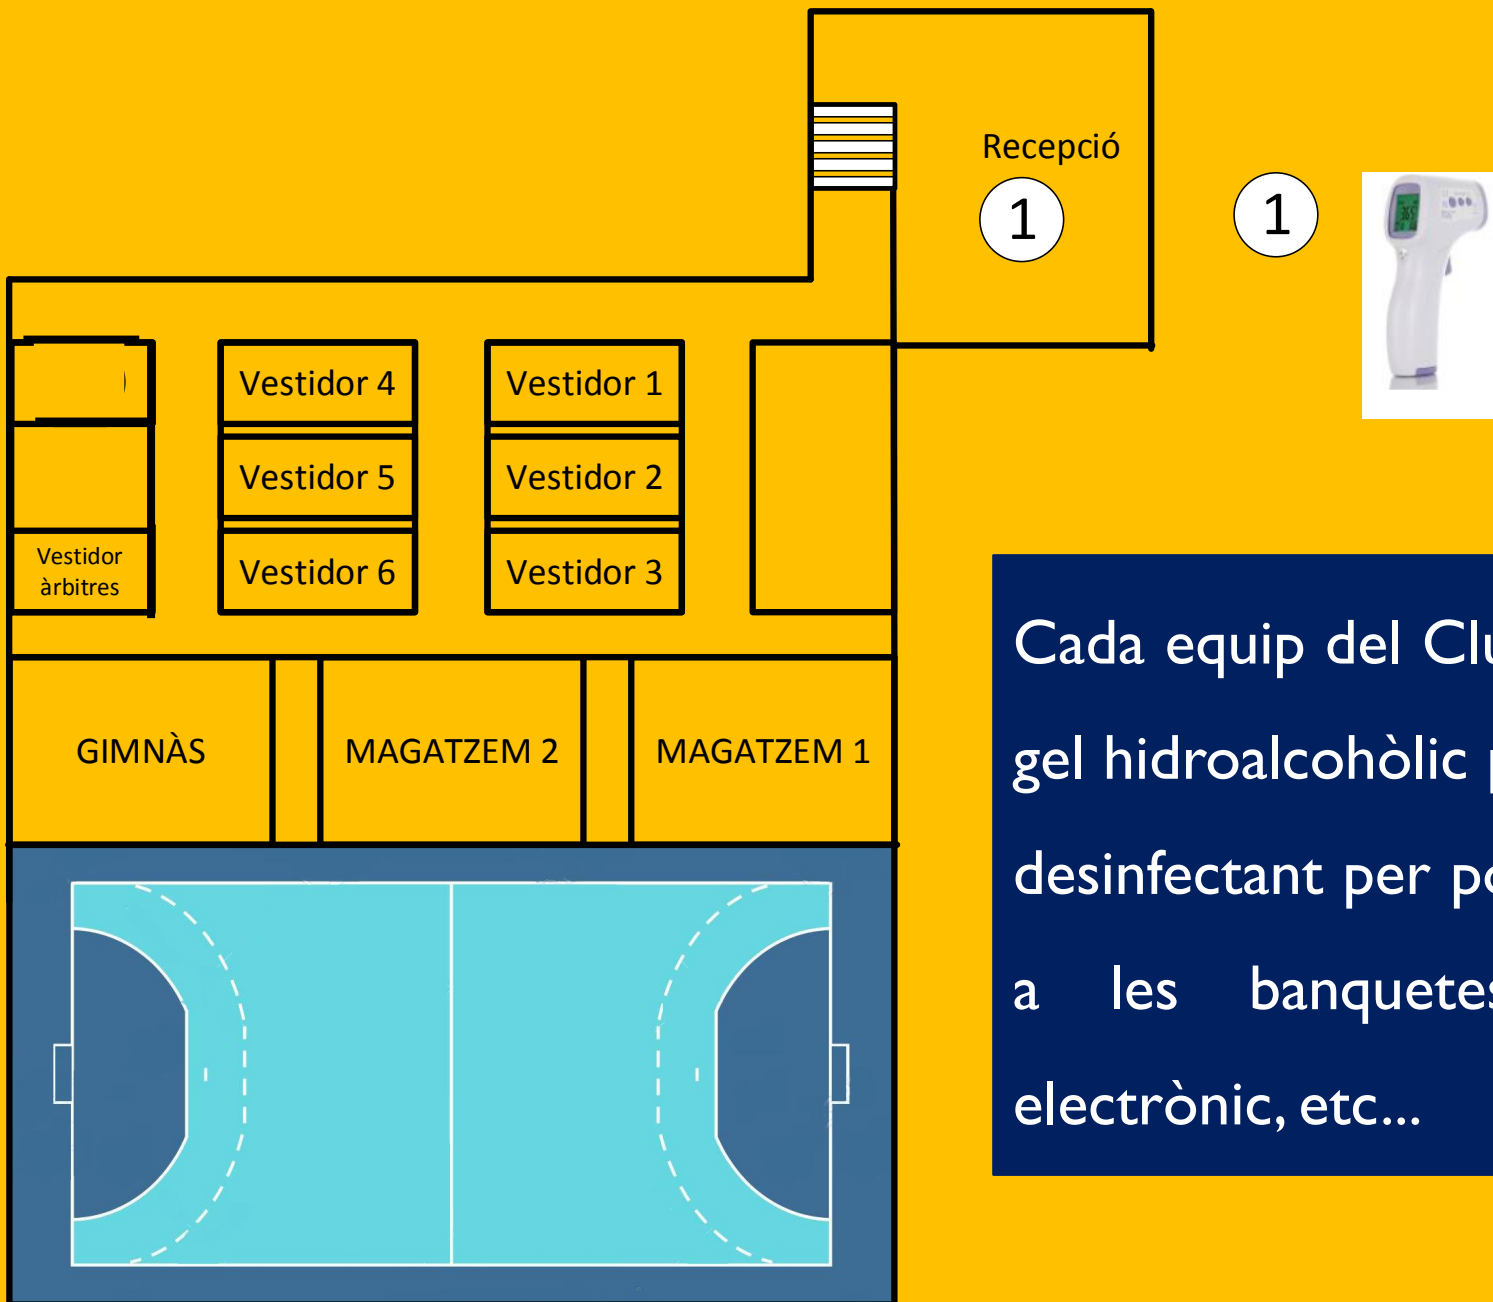 Recepció
1
1
Vestidor 4
Vestidor 1
Vestidor 5
Vestidor 2
Vestidor
àrbitres
Vestidor 6
Vestidor 3
GIMNÀS
MAGATZEM 2
MAGATZEM 1
Cada equip del
gel hidroalcohòlic
desinfectant per
a les banquetes
electrònic, etc...